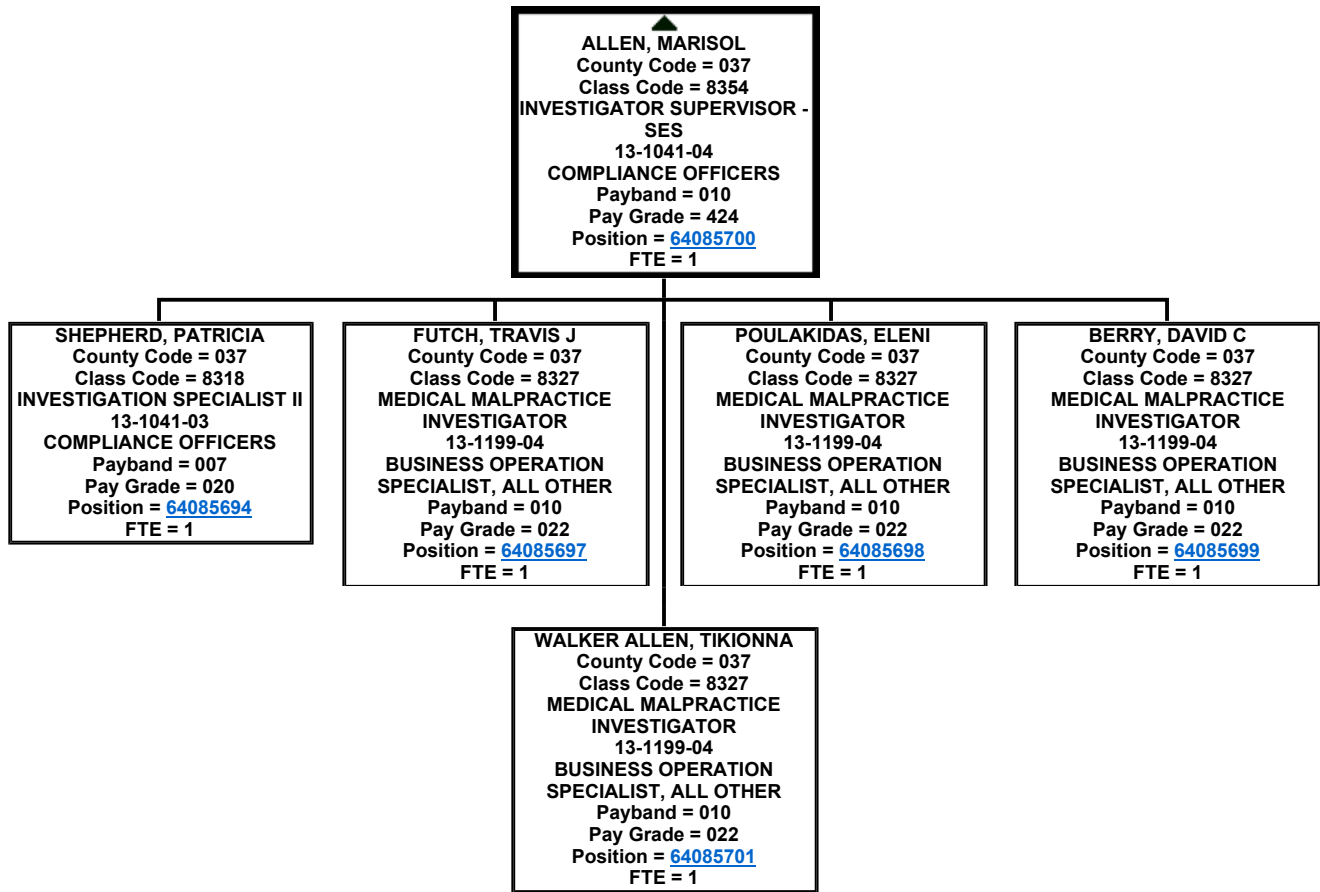 ALLEN, MARISOL
County Code = 037
Class Code = 8354
INVESTIGATOR SUPERVISOR -
SES
13-1041-04
COMPLIANCE OFFICERS
Payband = 010
Pay Grade = 424
Position = 64085700
FTE = 1
SHEPHERD, PATRICIA
County Code = 037
Class Code = 8318
INVESTIGATION SPECIALIST II
13-1041-03
COMPLIANCE OFFICERS
Payband = 007
Pay Grade = 020
Position = 64085694
FTE = 1
FUTCH, TRAVIS J
County Code = 037
Class Code = 8327
MEDICAL MALPRACTICE
INVESTIGATOR
13-1199-04
BUSINESS OPERATION
SPECIALIST, ALL OTHER
Payband = 010
Pay Grade = 022
Position = 64085697
FTE = 1
POULAKIDAS, ELENI
County Code = 037
Class Code = 8327
MEDICAL MALPRACTICE
INVESTIGATOR
13-1199-04
BUSINESS OPERATION
SPECIALIST, ALL OTHER
Payband = 010
Pay Grade = 022
Position = 64085698
FTE = 1
BERRY, DAVID C
County Code = 037
Class Code = 8327
MEDICAL MALPRACTICE
INVESTIGATOR
13-1199-04
BUSINESS OPERATION
SPECIALIST, ALL OTHER
Payband = 010
Pay Grade = 022
Position = 64085699
FTE = 1
WALKER ALLEN, TIKIONNA
County Code = 037
Class Code = 8327
MEDICAL MALPRACTICE
INVESTIGATOR
13-1199-04
BUSINESS OPERATION
SPECIALIST, ALL OTHER
Payband = 010
Pay Grade = 022
Position = 64085701
FTE = 1